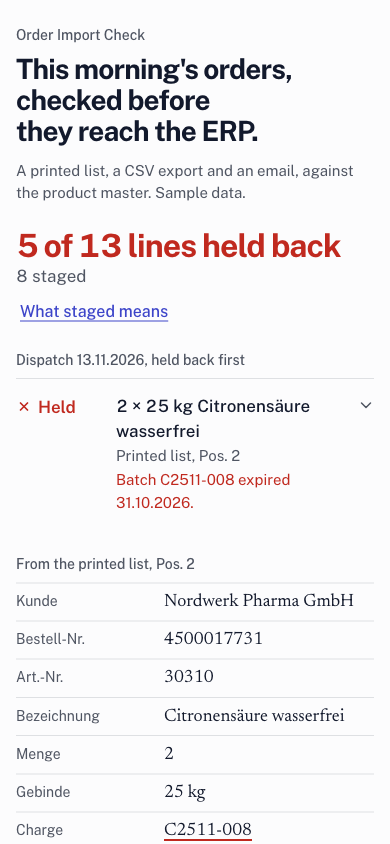 Order Import Check
This morning's orders,
checked before
they reach the ERP.
A printed list, a CSV export and an email, against
the product master. Sample data.
5 of 13 lines held back
8 staged
What staged means
Dispatch 13.11.2026, held back first
× Held
2 × 25 kg Citronensäure
wasserfrei
Printed list, Pos. 2
Batch C2511-008 expired
31.10.2026.
From the printed list, Pos. 2
Kunde Nordwerk Pharma GmbH
Bestell-Nr. 4500017731
Art.-Nr. 30310
Bezeichnung Citronensäure wasserfrei
Menge 2
Gebinde 25 kg
Charge C2511-008